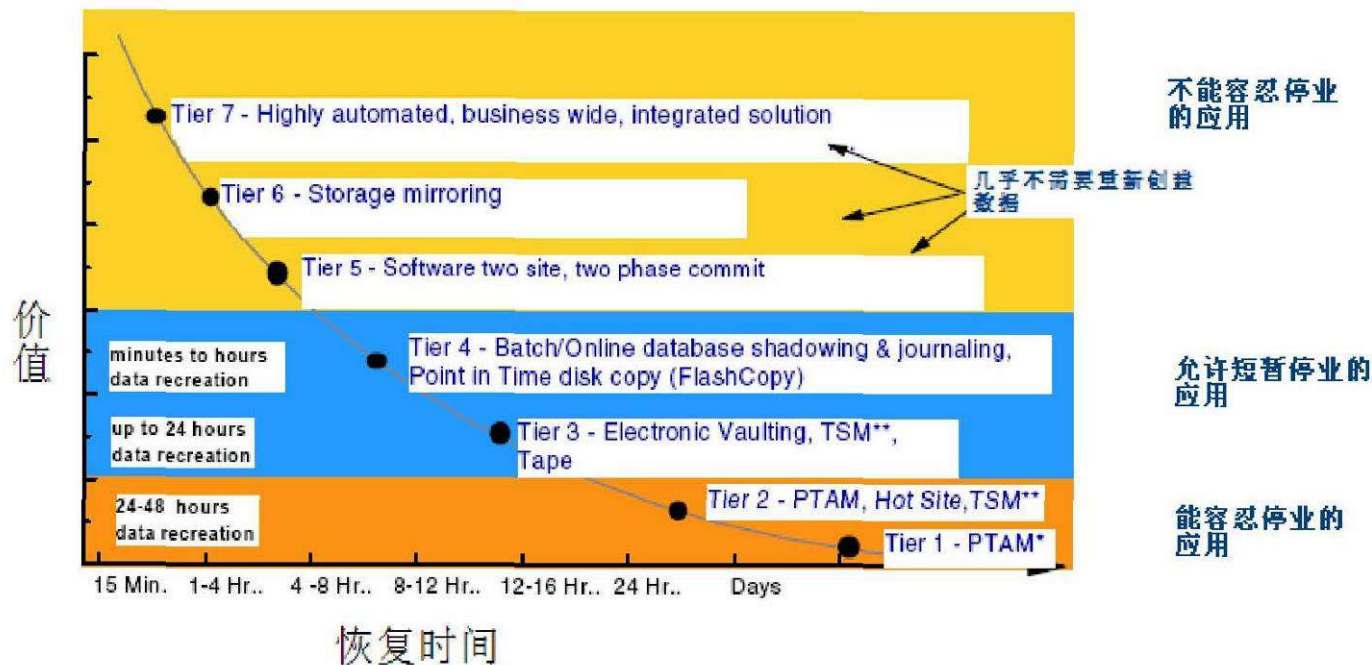 不能容忍停业
的应用
Tier 7 - Highly automated, business wide, integrated solution
几乎不需要重新创建
数据
Tier 6 - Storage mirroring
Tier 5 - Software two site, two phase commit
价
值
minutes to hours
data recreation
Tier 4 - Batch/Online database shadowing & journaling,
Point in Time disk copy (FlashCopy)
允许短暂停业的
应用
up to 24 hours
data recreation
Tier 3 - Electronic Vaulting, TSM**,
Tape
24-48 hours
data recreation
Tier 2 - PTAM, Hot Site,TSM**
Tier 1 - PTAM*
能容忍停业的
应用
15 Min. 1-4 Hr.. 4 -8 Hr.. 8-12 Hr.. 12-16 Hr.. 24 Hr.. Days
恢复时间